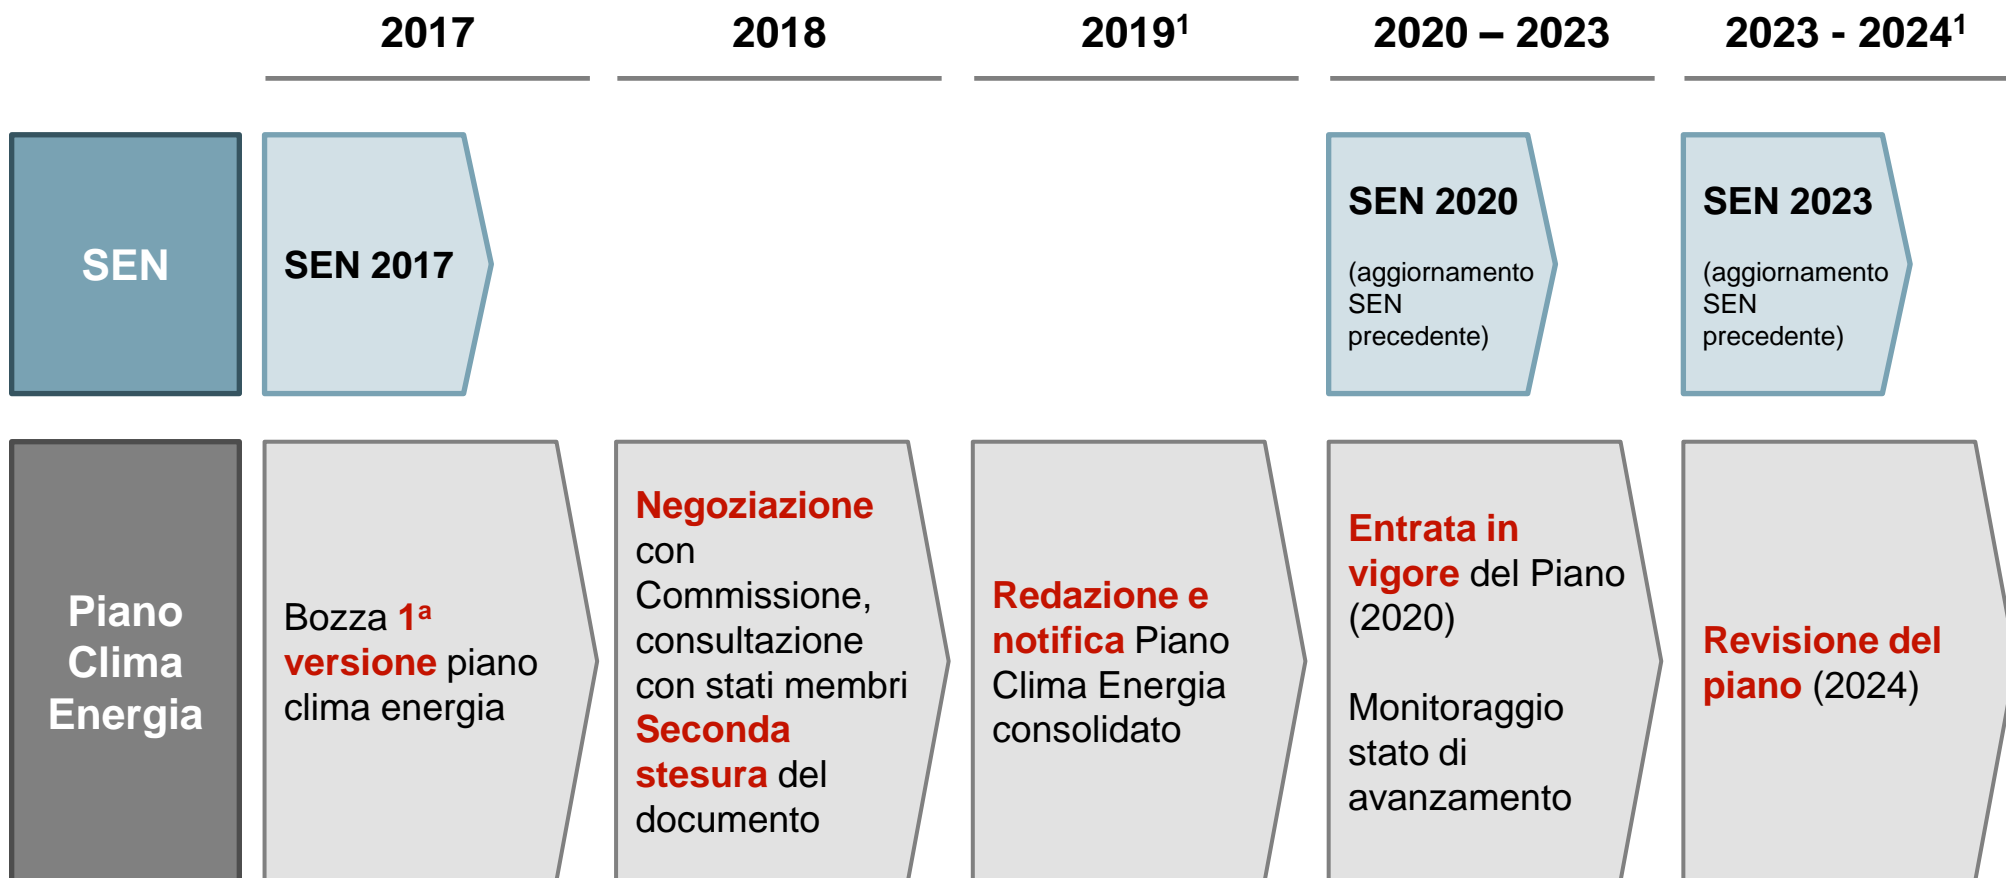 2017
2018
2019¹
2020 – 2023
2023 - 2024¹
SEN
SEN 2017
SEN 2020
(aggiornamento
SEN
precedente)
SEN 2023
(aggiornamento
SEN
precedente)
Piano
Clima
Energia
Bozza 1ª
versione piano
clima energia
Negoziazione
con
Commissione,
consultazione
con stati membri
Seconda
stesura del
documento
Redazione e
notifica Piano
Clima Energia
consolidato
Entrata in
vigore del Piano
(2020)
Monitoraggio
stato di
avanzamento
Revisione del
piano (2024)